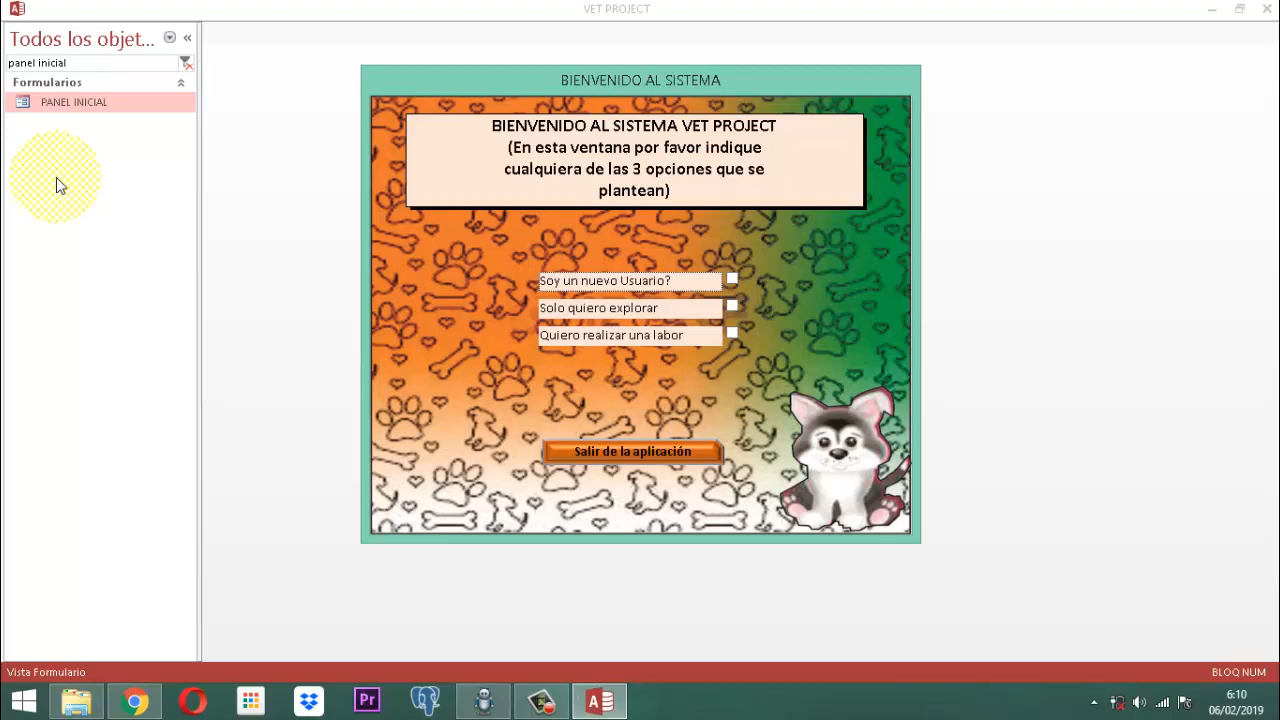 VET PROJECT
Todos los objet...
panel inicial
Formularios
PANEL INICIAL
BIENVENIDO AL SISTEMA
BIENVENIDO AL SISTEMA VET PROJECT
(En esta ventana por favor indique
cualquiera de las 3 opciones que se
plantean)
Soy un nuevo Usuario?
Solo quiero explorar
Quiero realizar una labor
Salir de la aplicación
Vista Formulario
BLOQ NUM
Pr
A
6:10
06/02/2019